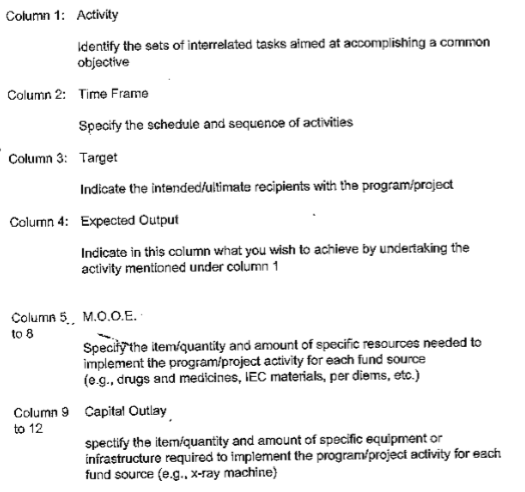 Column 1: Activity
Identify the sets of interrelated tasks aimed at accomplishing a common
objective
Column 2: Time Frame
Specify the schedule and sequence of activities
Column 3: Target
Indicate the intended/ultimate recipients with the program/project
Column 4: Expected Output
Indicate in this column what you wish to achieve by undertaking the
activity mentioned under column 1
Column 5 M.O.O.E.
to 8
Specify the item/quantity and amount of specific resources needed to
implement the program/project activity for each fund source
(e.g., drugs and medicines, IEC materials, per diems, etc.)
Column 9 Capital Outlay
to 12
spectify the item/quantity and amount of specific equipment or
infrastructure required to implement the program/project activity for each
fund source (e.g., x-ray machine)